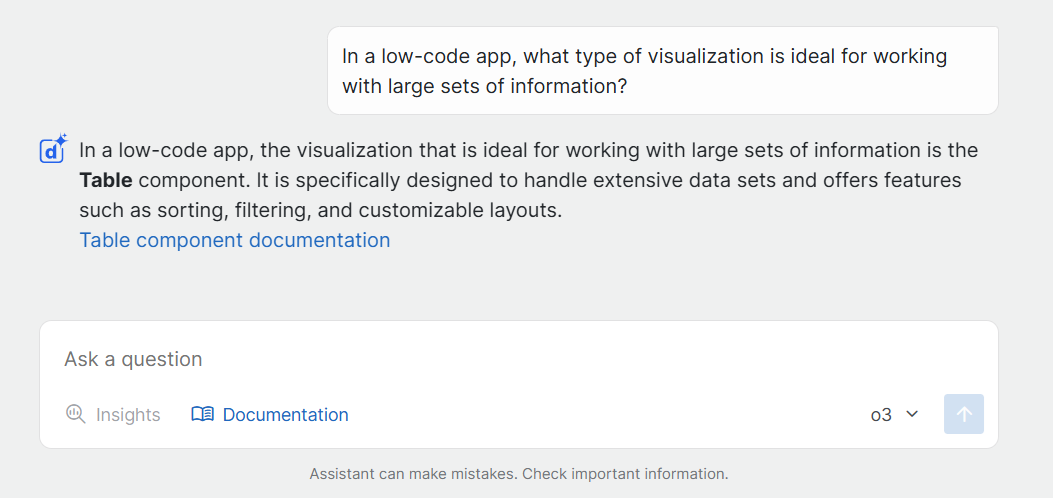 In a low-code app, what type of visualization is ideal for working
with large sets of information?
d
In a low-code app, the visualization that is ideal for working with large sets of information is the
Table component. It is specifically designed to handle extensive data sets and offers features
such as sorting, filtering, and customizable layouts.
Table component documentation
Ask a question
Insights
Documentation
o3
Assistant can make mistakes. Check important information.